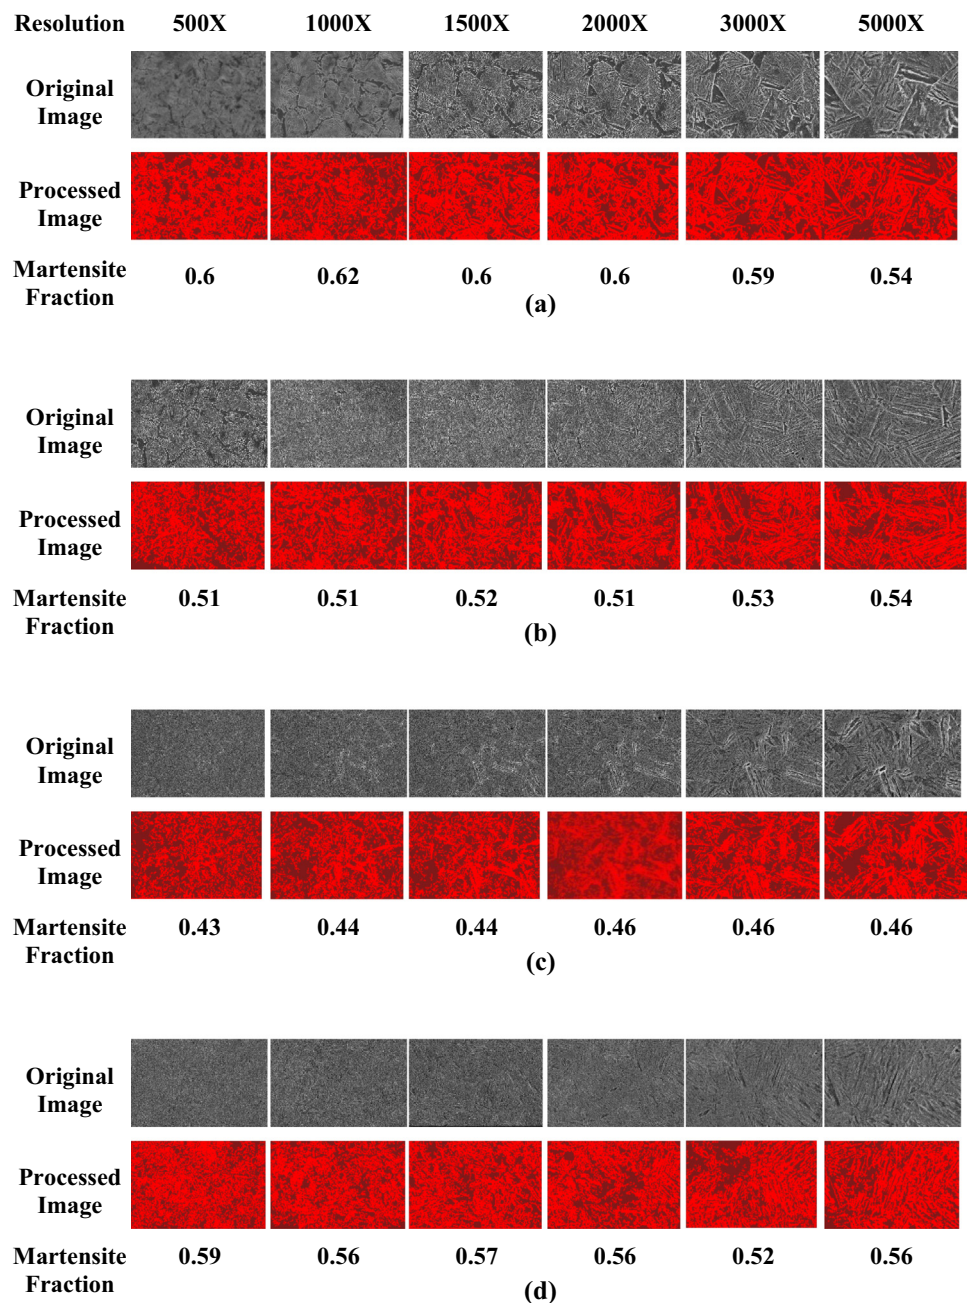 Resolution 500X 1000X 1500X 2000X 3000X 5000X
Original
Image
Processed
Image
Martensite
Fraction
0.6 0.62 0.6 0.6 0.59 0.54
(a)
Original
Image
Processed
Image
Martensite
Fraction
0.51 0.51 0.52 0.51 0.53 0.54
(b)
Original
Image
Processed
Image
Martensite
Fraction
0.43 0.44 0.44 0.46 0.46 0.46
(c)
Original
Image
Processed
Image
Martensite
Fraction
0.59 0.56 0.57 0.56 0.52 0.56
(d)